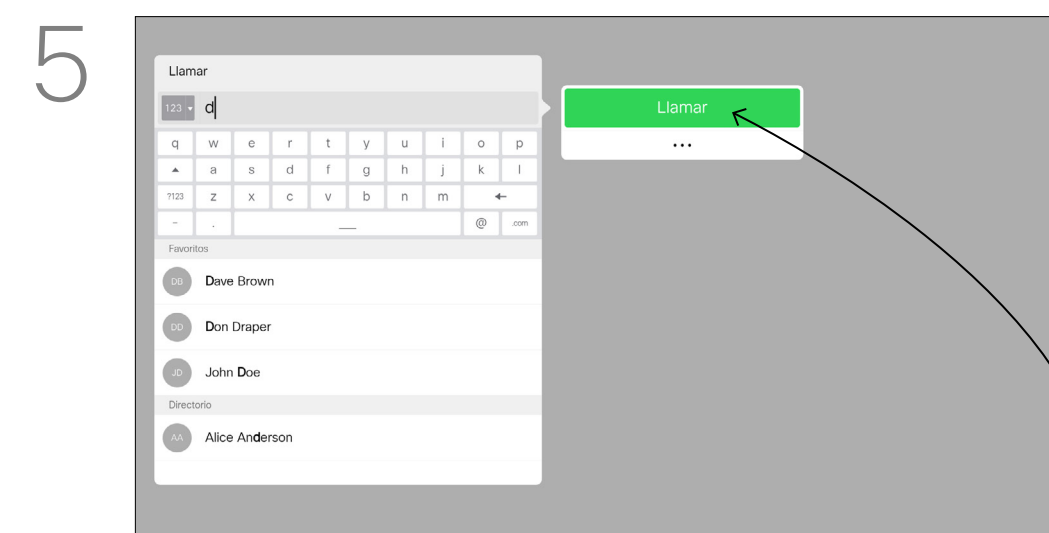 5
Llamar
123 d
Llamar
...
q w e r t y u i o p
a s d f g h j k l
?123 z x c v b n m
- . __ @ .com
Favoritos
DB Dave Brown
DD Don Draper
JD John Doe
Directorio
AA Alice Anderson